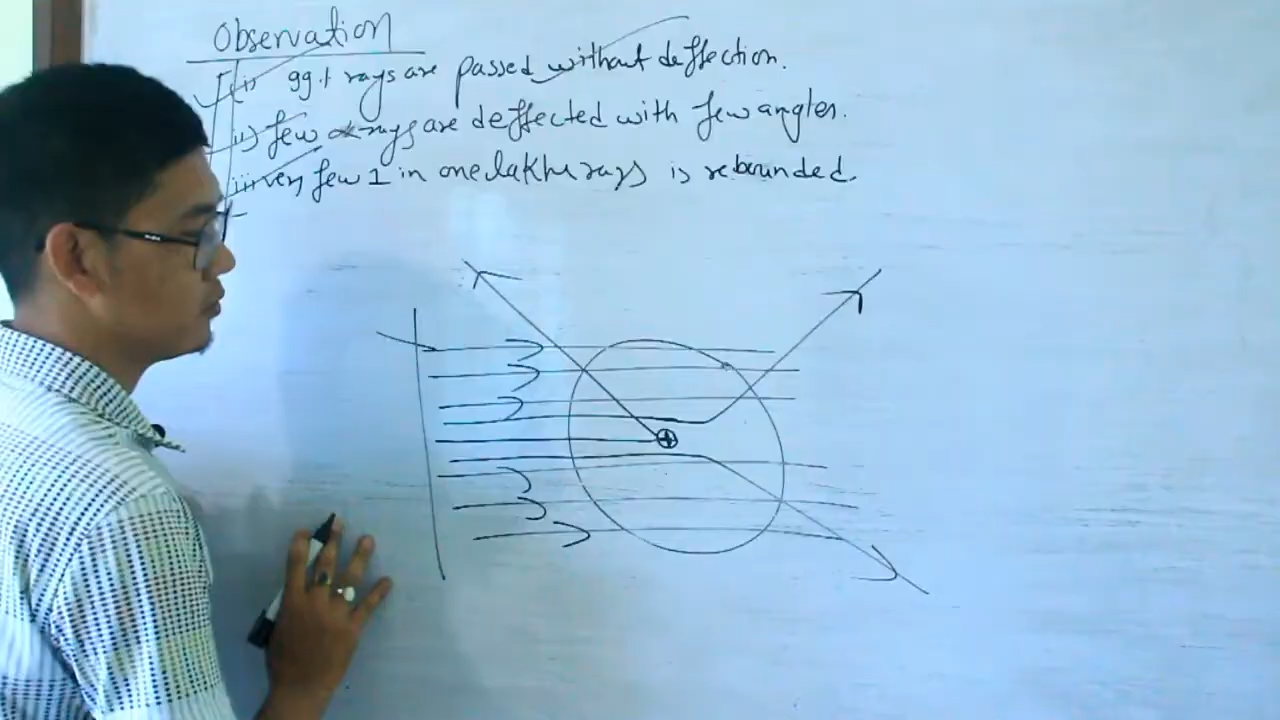 Observation
i) 99.1 rays are passed without deflection.
ii) few α rays are deflected with few angles.
iii) very few 1 in one lakh rays is rebounded.
+